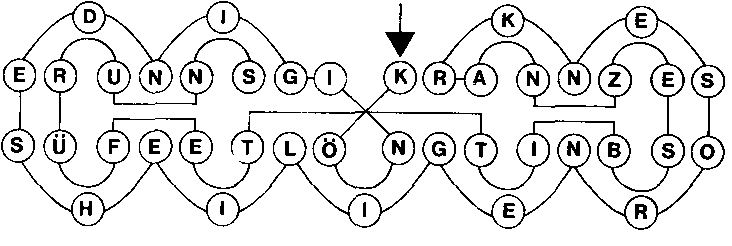 D I K E
E R U N N S G I K R A N N Z E S
S Ü F E E T L Ö N G T I N B S O
H I I E R